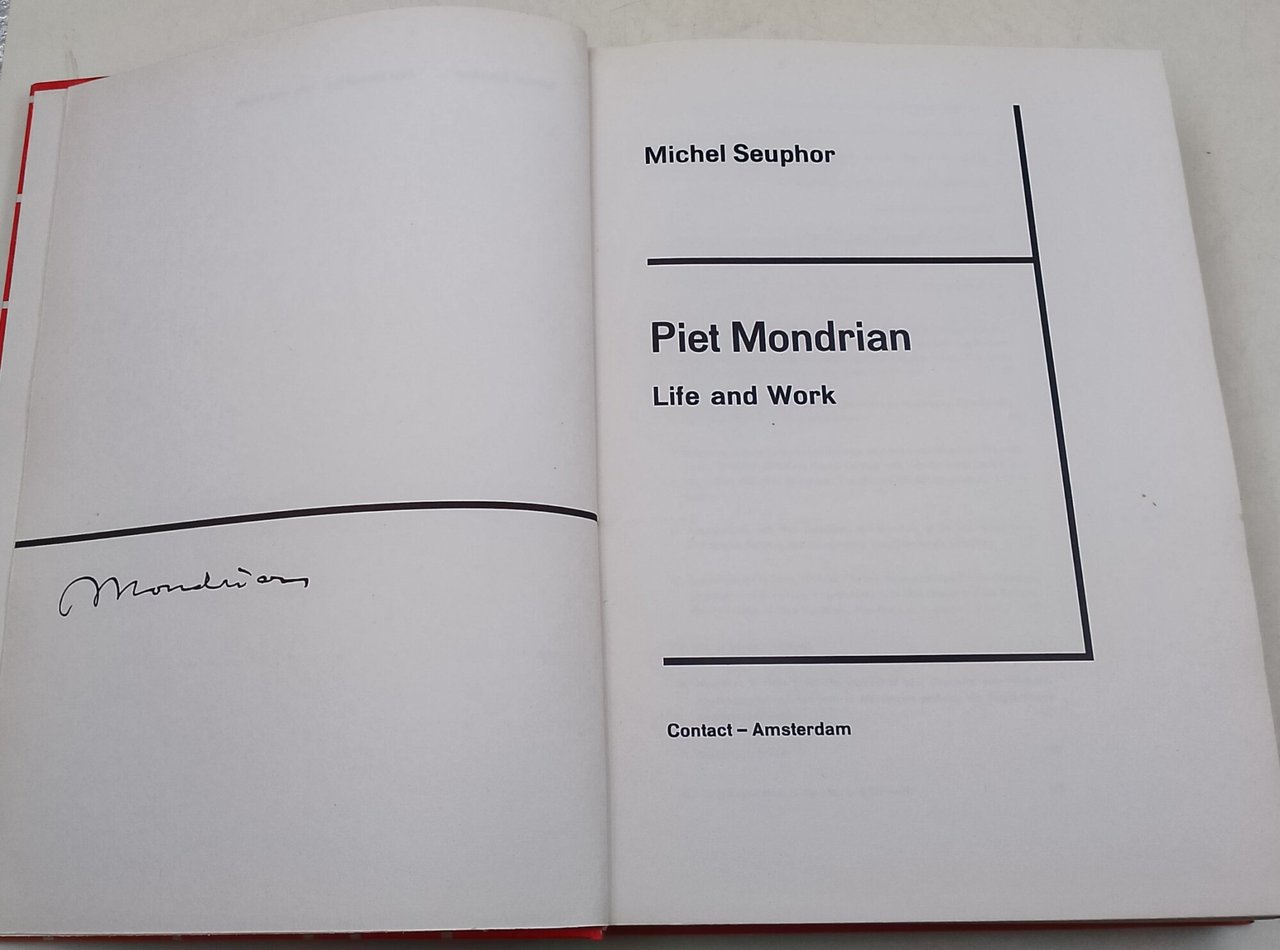 Mondrian
Michel Seuphor
Piet Mondrian
Life and Work
Contact – Amsterdam